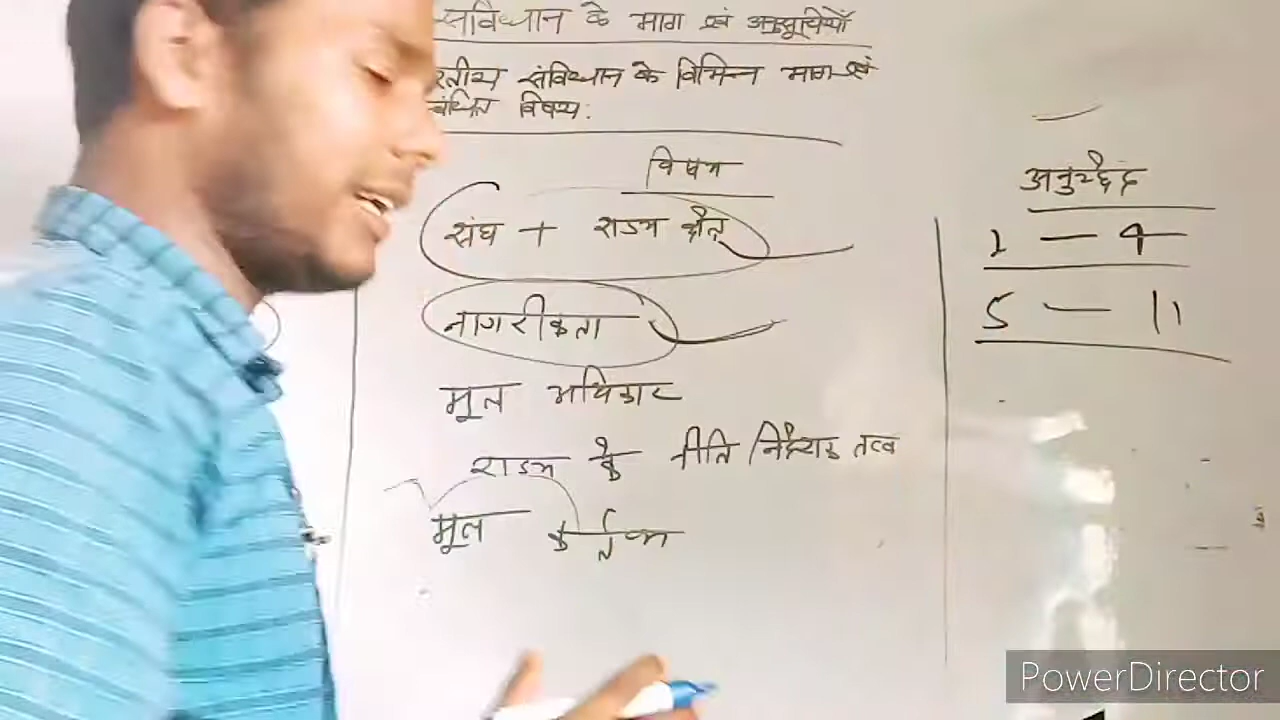 संविधान के भाग एवं अनुसूचियाँ
रतीय संविधान के विभिन्न भाग एवं
बंधित विषय:
विषय
अनुच्छेद
संघ + राज्य क्षेत्र
1 — 4
नागरीकता
5 — 11
मूल अधिकार
राज्य के नीति निर्देशक तत्व
मूल कर्तव्य
PowerDirector